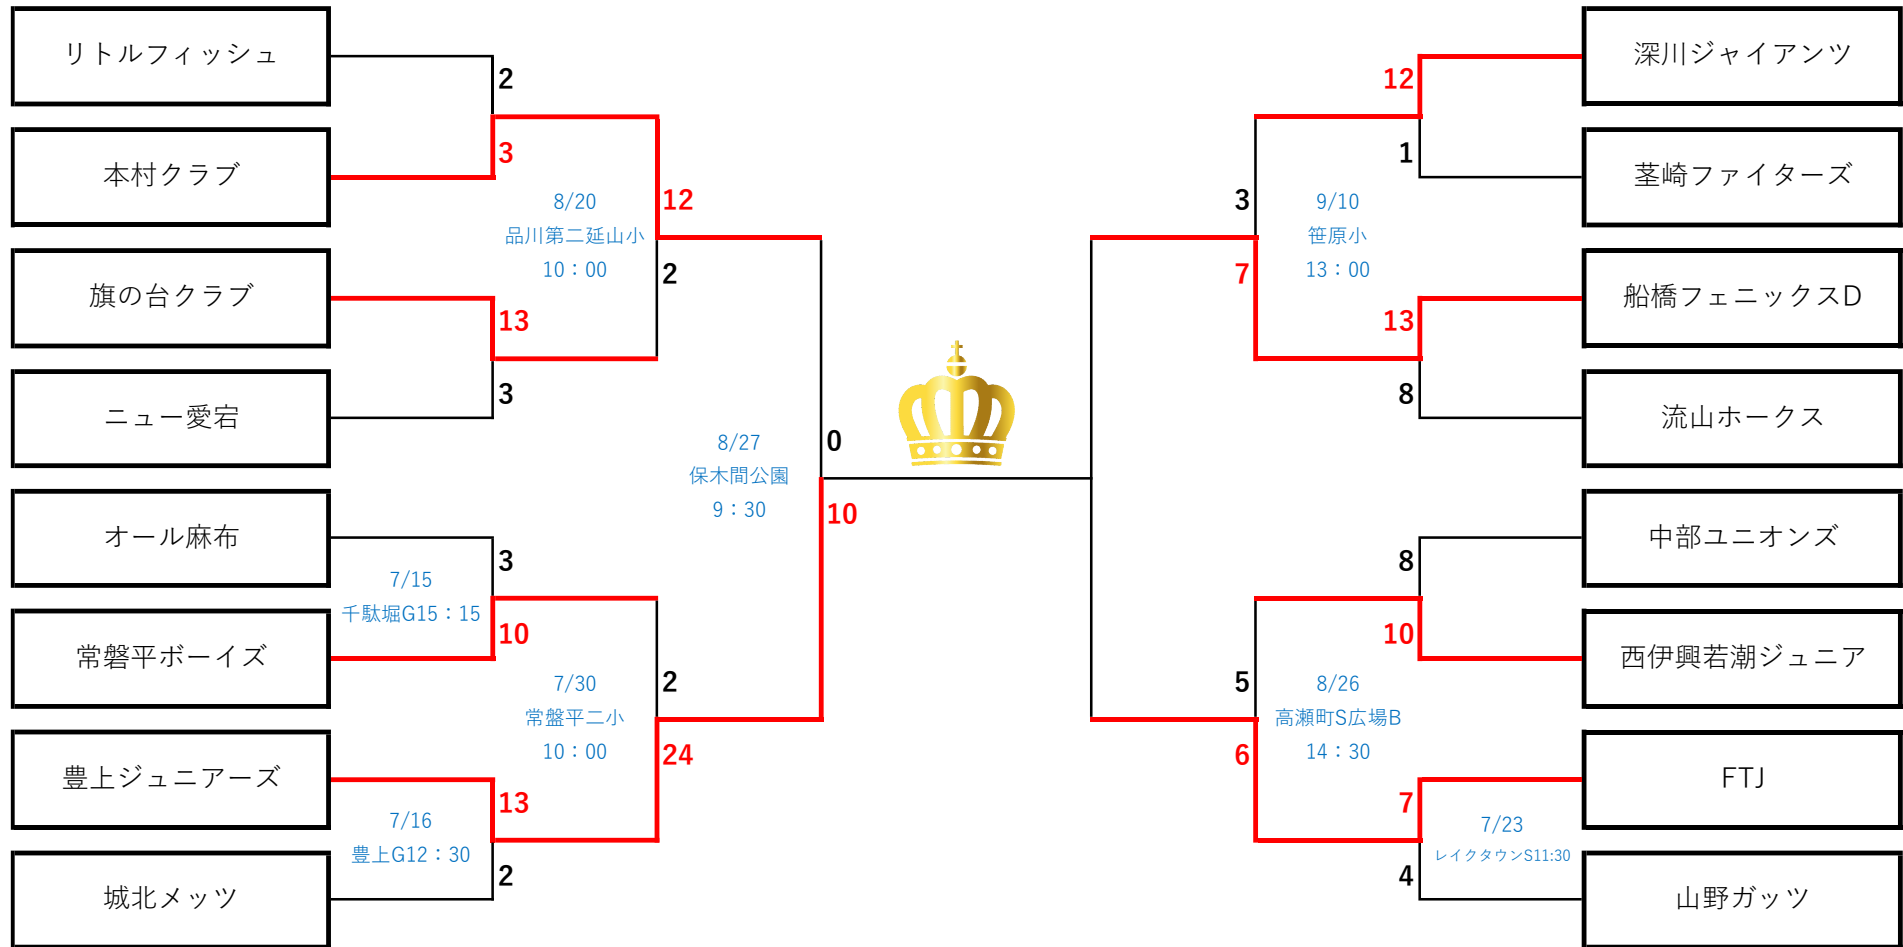 リトルフィッシュ
2
本村クラブ
3
8/20
品川第二延山小
10：00
12
2
旗の台クラブ
13
ニュー愛宕
3
8/27
保木間公園
9：30
0
10
オール麻布
3
7/15
千駄堀G15：15
常磐平ボーイズ
10
7/30
常盤平二小
10：00
2
24
豊上ジュニアーズ
13
7/16
豊上G12：30
城北メッツ
2
深川ジャイアンツ
12
茎崎ファイターズ
1
9/10
笹原小
13：00
3
7
船橋フェニックスD
13
流山ホークス
8
中部ユニオンズ
8
西伊興若潮ジュニア
10
8/26
高瀬町S広場B
14：30
5
6
FTJ
7
7/23
レイクタウンS11:30
山野ガッツ
4